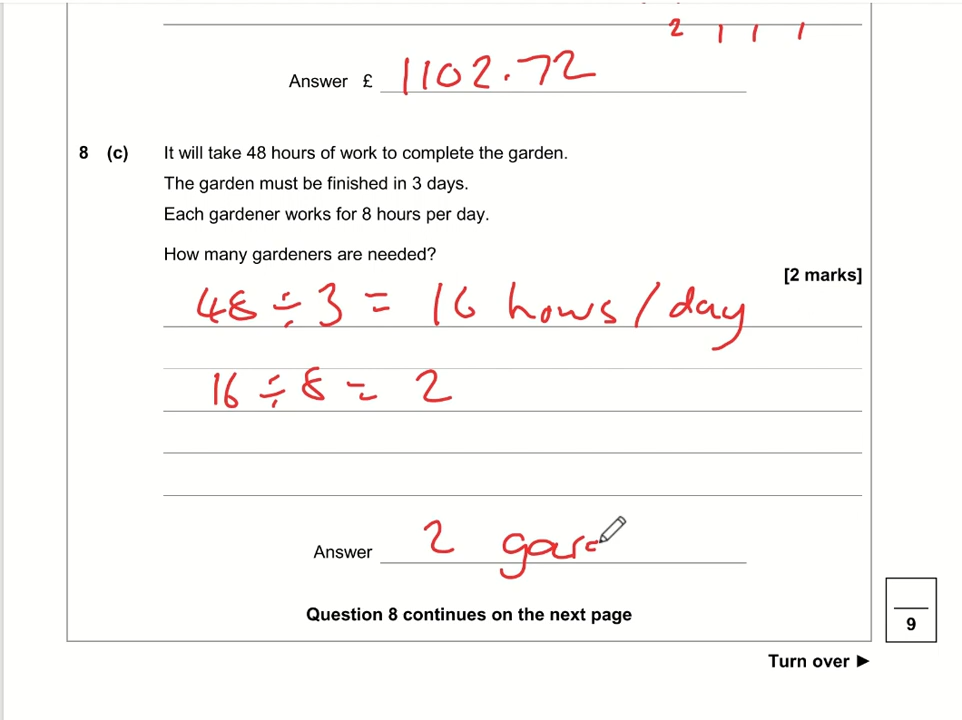 2 1 1 1
Answer £ 1102.72
8 (c) It will take 48 hours of work to complete the garden.
The garden must be finished in 3 days.
Each gardener works for 8 hours per day.
How many gardeners are needed?
[2 marks]
48 ÷ 3 = 16 hours / day
16 ÷ 8 = 2
Answer 2 gard
Question 8 continues on the next page
9
Turn over ►